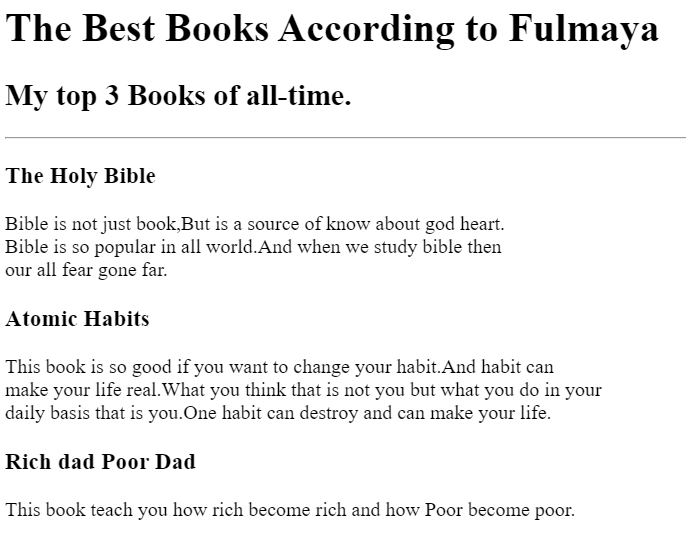 The Best Books According to Fulmaya
My top 3 Books of all-time.
The Holy Bible
Bible is not just book,But is a source of know about god heart.
Bible is so popular in all world.And when we study bible then
our all fear gone far.
Atomic Habits
This book is so good if you want to change your habit.And habit can
make your life real.What you think that is not you but what you do in your
daily basis that is you.One habit can destroy and can make your life.
Rich dad Poor Dad
This book teach you how rich become rich and how Poor become poor.